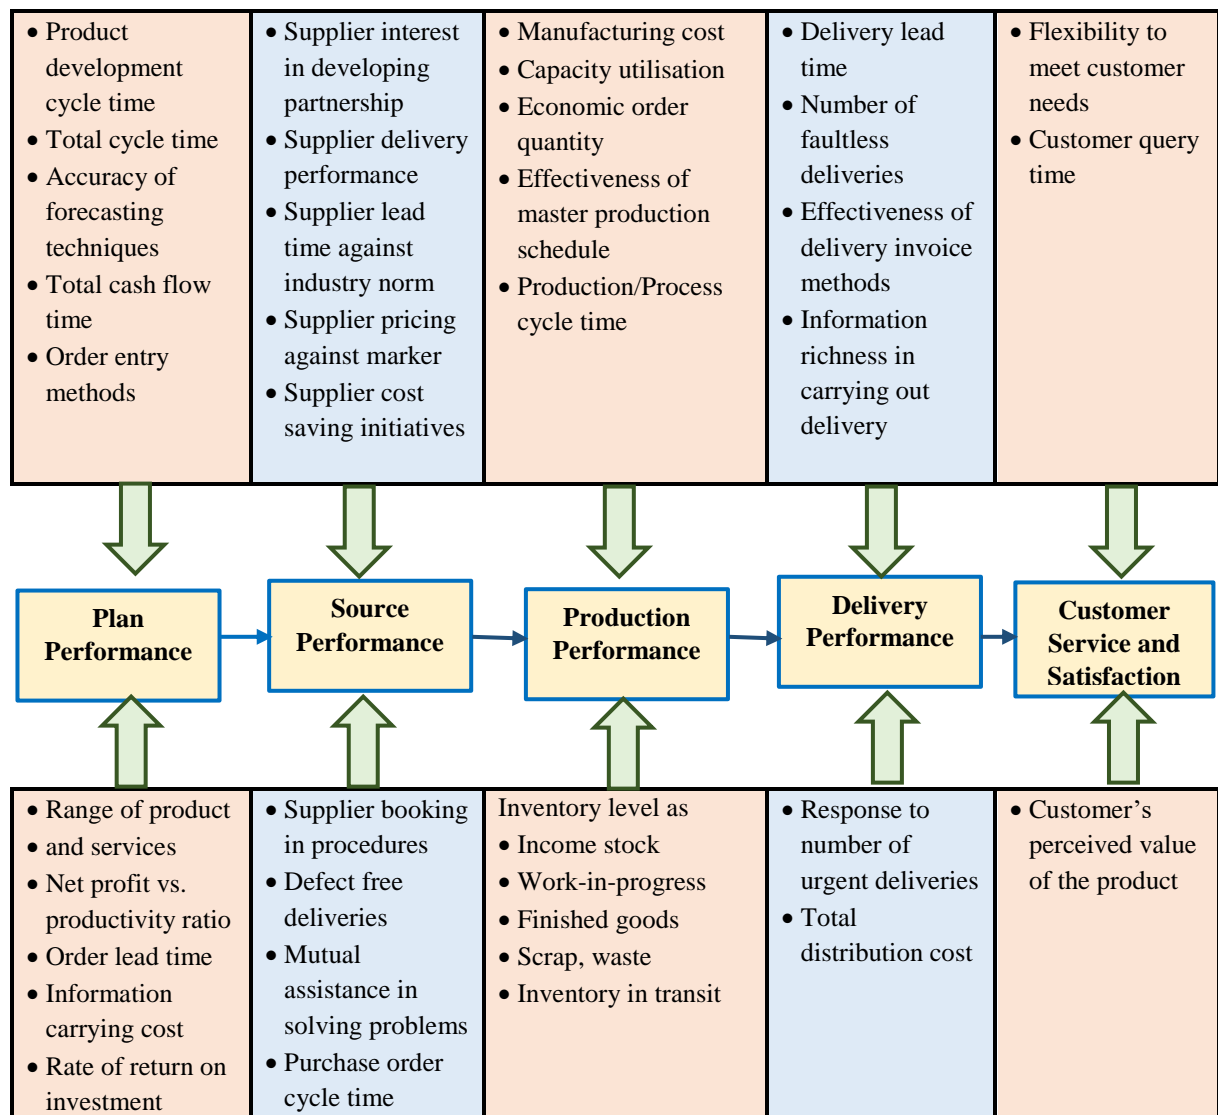 • Product
development
cycle time
• Total cycle time
• Accuracy of
forecasting
techniques
• Total cash flow
time
• Order entry
methods
• Supplier interest
in developing
partnership
• Supplier delivery
performance
• Supplier lead
time against
industry norm
• Supplier pricing
against marker
• Supplier cost
saving initiatives
• Manufacturing cost
• Capacity utilisation
• Economic order
quantity
• Effectiveness of
master production
schedule
• Production/Process
cycle time
• Delivery lead
time
• Number of
faultless
deliveries
• Effectiveness of
delivery invoice
methods
• Information
richness in
carrying out
delivery
• Flexibility to
meet customer
needs
• Customer query
time
Plan
Performance
Source
Performance
Production
Performance
Delivery
Performance
Customer
Service and
Satisfaction
• Range of product
• and services
• Net profit vs.
productivity ratio
• Order lead time
• Information
carrying cost
• Rate of return on
investment
• Supplier booking
in procedures
• Defect free
deliveries
• Mutual
assistance in
solving problems
• Purchase order
cycle time
Inventory level as
• Income stock
• Work-in-progress
• Finished goods
• Scrap, waste
• Inventory in transit
• Response to
number of
urgent deliveries
• Total
distribution cost
• Customer’s
perceived value
of the product